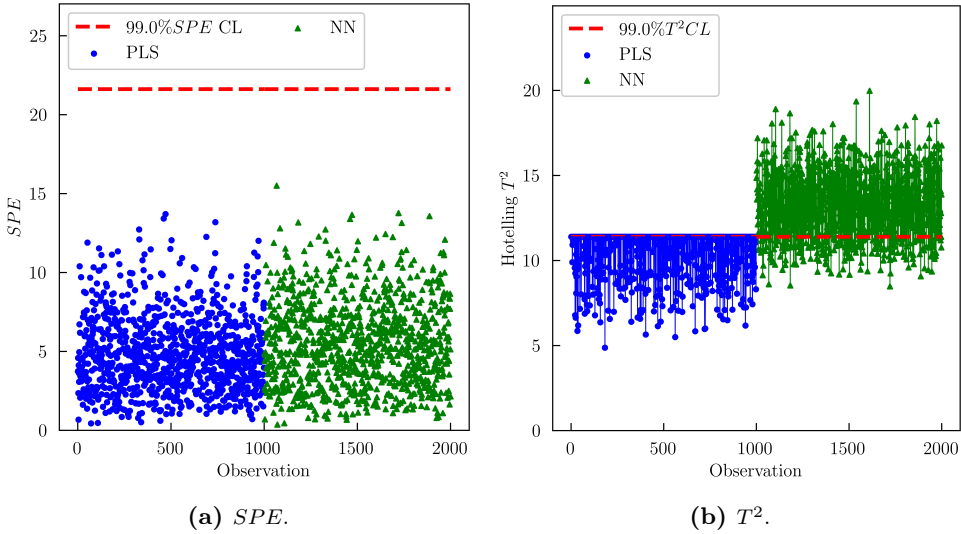 99.0%SPE CL
PLS
NN
25
20
15
10
5
0
SPE
0
500
1000
1500
2000
Observation
(a) SPE.
99.0%T²CL
PLS
NN
20
15
10
5
0
Hotelling T²
0
500
1000
1500
2000
Observation
(b) T².